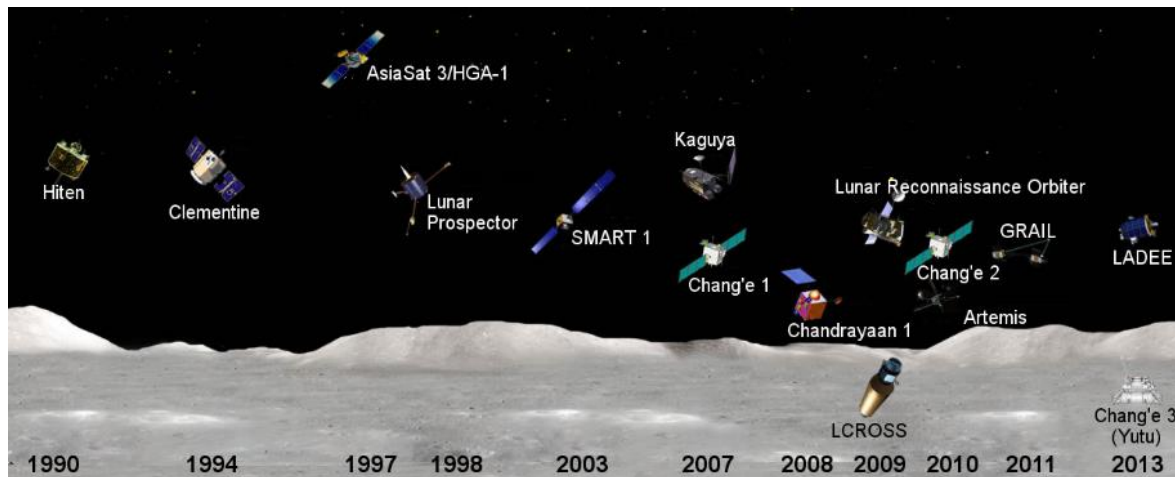 AsiaSat 3/HGA-1
Kaguya
Hiten
Clementine
Lunar
Prospector
SMART 1
Lunar Reconnaissance Orbiter
GRAIL
LADEE
Chang'e 1
Chang'e 2
Chandrayaan 1
Artemis
LCROSS
Chang'e 3
(Yutu)
1990 1994 1997 1998 2003 2007 2008 2009 2010 2011 2013